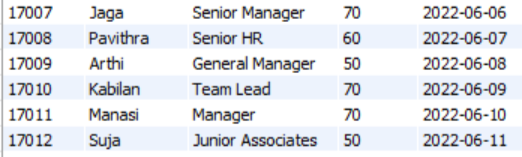 17007 Jaga Senior Manager 70 2022-06-06
17008 Pavithra Senior HR 60 2022-06-07
17009 Arthi General Manager 50 2022-06-08
17010 Kabilan Team Lead 70 2022-06-09
17011 Manasi Manager 70 2022-06-10
17012 Suja Junior Associates 50 2022-06-11